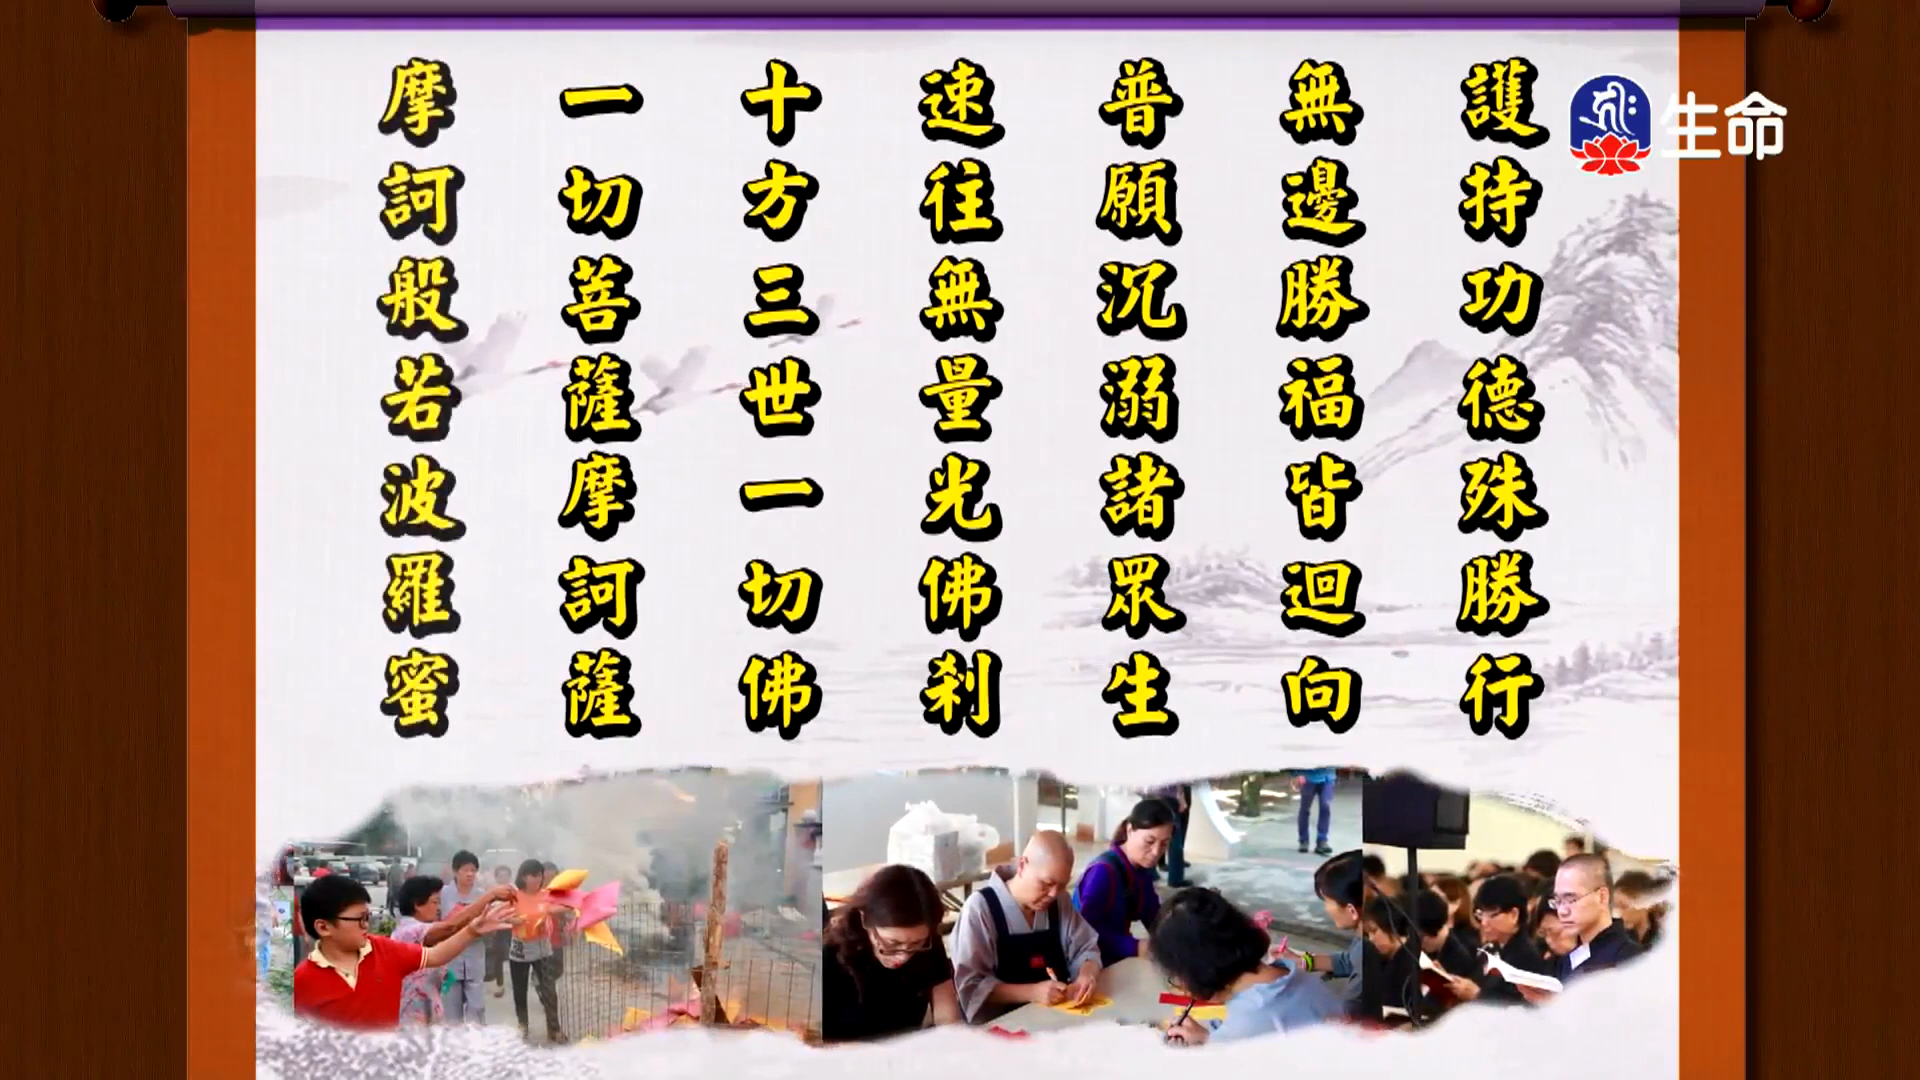 護持功德殊勝行
無邊勝福皆迴向
普願沉溺諸眾生
速往無量光佛剎
十方三世一切佛
一切菩薩摩訶薩
摩訶般若波羅蜜
生命